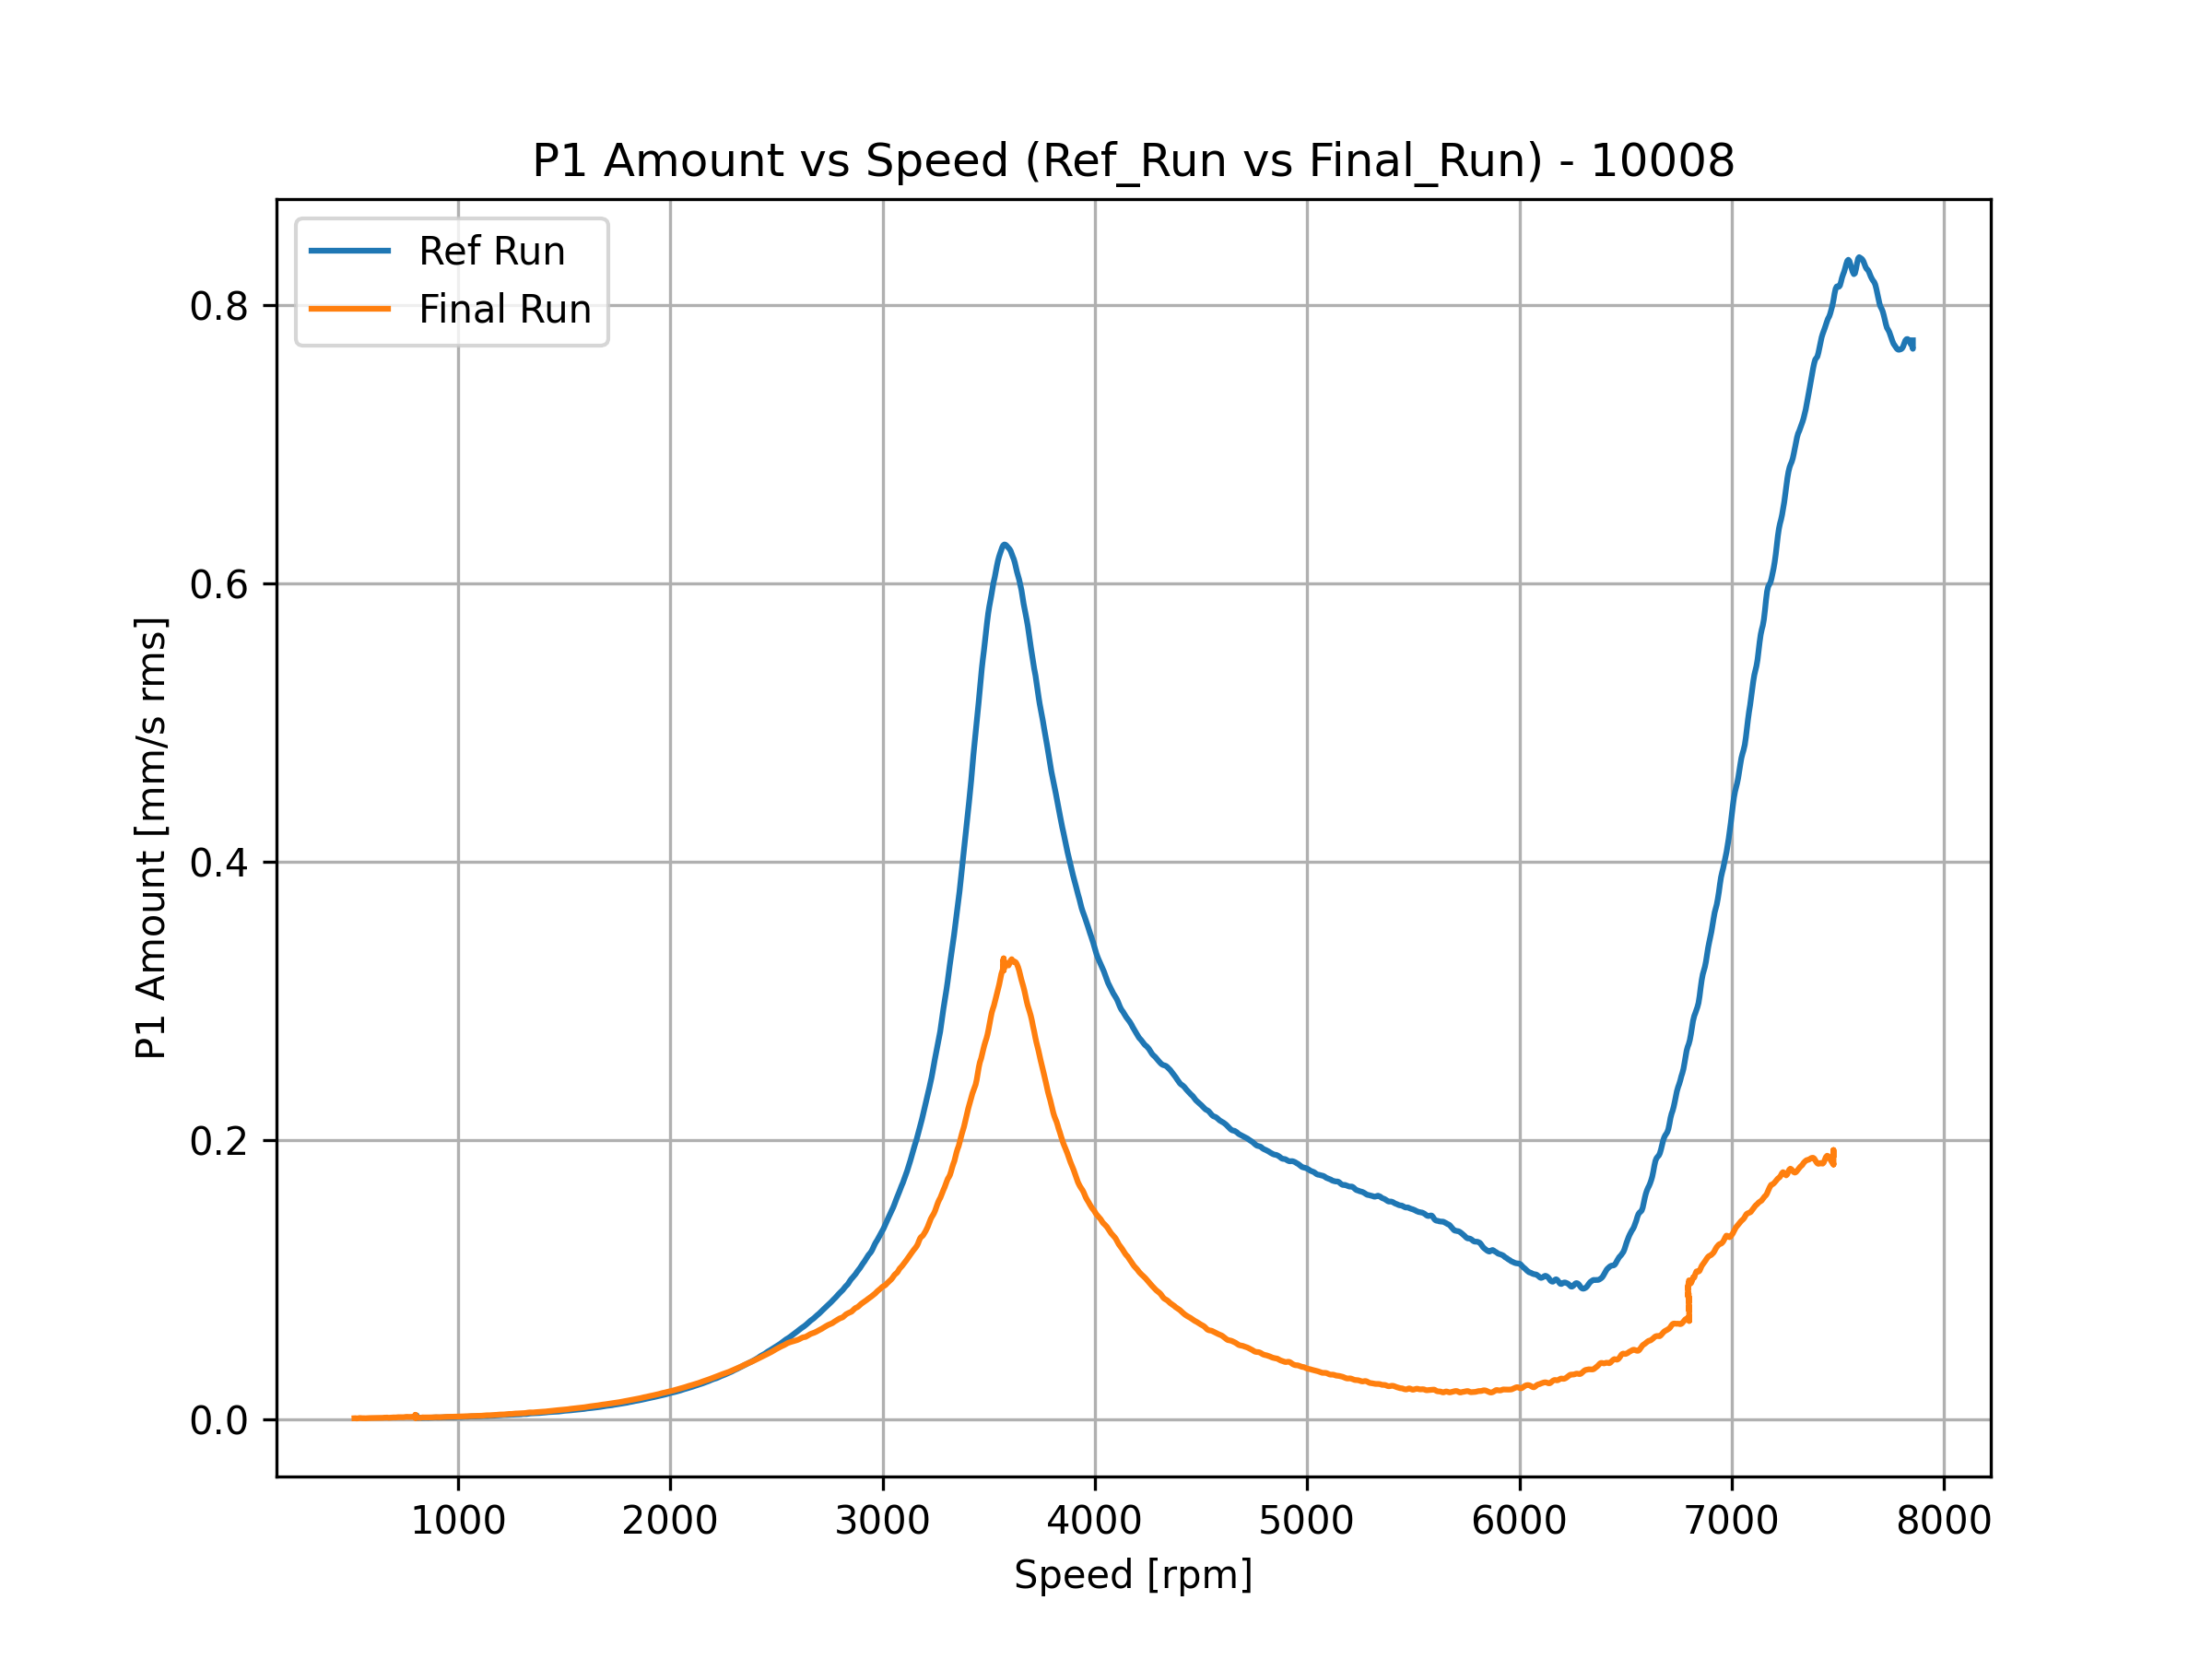 P1 Amount vs Speed (Ref_Run vs Final_Run) - 10008
Ref Run
Final Run
0.8
0.6
0.4
0.2
0.0
P1 Amount [mm/s rms]
1000 2000 3000 4000 5000 6000 7000 8000
Speed [rpm]